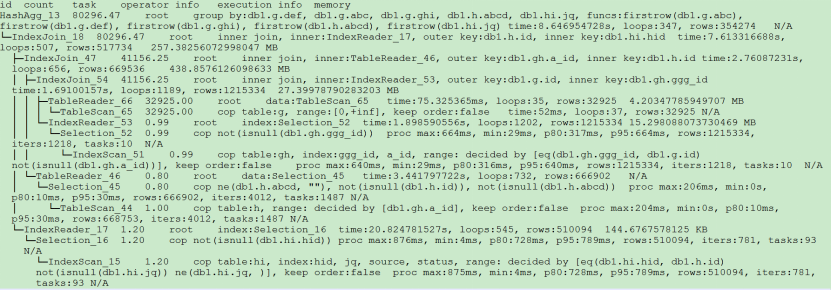 id count task operator info execution info memory
HashAgg_13 80296.47 root group by:db1.g.def, db1.g.abc, db1.g.ghi, db1.h.abcd, db1.hi.jq, funcs:firstrow(db1.g.abc),
firstrow(db1.g.def), firstrow(db1.g.ghi), firstrow(db1.h.abcd), firstrow(db1.hi.jq) time:8.646954728s, loops:347, rows:354274 N/A
└─IndexJoin_18 80296.47 root inner join, inner:IndexReader_17, outer key:db1.h.id, inner key:db1.hi.hid time:7.613316688s,
loops:507, rows:517734 257.38256072998047 MB
├─IndexJoin_47 41156.25 root inner join, inner:TableReader_46, outer key:db1.gh.a_id, inner key:db1.h.id time:2.76087231s,
loops:656, rows:669536 438.8576126098633 MB
│ ├─IndexJoin_54 41156.25 root inner join, inner:IndexReader_53, outer key:db1.g.id, inner key:db1.gh.ggg_id
time:1.69100157s, loops:1189, rows:1215334 27.39978790283203 MB
│ │ ├─TableReader_66 32925.00 root data:TableScan_65 time:75.325365ms, loops:35, rows:32925 4.20347785949707 MB
│ │ │ └─TableScan_65 32925.00 cop table:g, range:[0,+inf], keep order:false time:52ms, loops:37, rows:32925 N/A
│ │ └─IndexReader_53 0.99 root index:Selection_52 time:1.598590556s, loops:1202, rows:1215334 15.298088073730469 MB
│ │ └─Selection_52 0.99 cop not(isnull(db1.gh.ggg_id)) proc max:664ms, min:29ms, p80:317ms, p95:664ms, rows:1215334,
iters:1218, tasks:10 N/A
│ │ └─IndexScan_51 0.99 cop table:gh, index:ggg_id, a_id, range: decided by [eq(db1.gh.ggg_id, db1.g.id)
not(isnull(db1.gh.a_id))], keep order:false proc max:640ms, min:29ms, p80:316ms, p95:640ms, rows:1215334, iters:1218, tasks:10 N/A
│ └─TableReader_46 0.80 root data:Selection_45 time:3.441797722s, loops:732, rows:666902 N/A
│ └─Selection_45 0.80 cop ne(db1.h.abcd, ""), not(isnull(db1.h.id)), not(isnull(db1.h.abcd)) proc max:206ms, min:0s,
p80:10ms, p95:30ms, rows:666902, iters:4012, tasks:1487 N/A
│ └─TableScan_44 1.00 cop table:h, range: decided by [db1.gh.a_id], keep order:false proc max:204ms, min:0s, p80:10ms,
p95:30ms, rows:668753, iters:4012, tasks:1487 N/A
└─IndexReader_17 1.20 root index:Selection_16 time:20.824781527s, loops:545, rows:510094 144.6767578125 KB
└─Selection_16 1.20 cop not(isnull(db1.hi.hid)) proc max:876ms, min:4ms, p80:728ms, p95:789ms, rows:510094, iters:781, tasks:93
N/A
└─IndexScan_15 1.20 cop table:hi, index:hid, jq, source, status, range: decided by [eq(db1.hi.hid, db1.h.id)
not(isnull(db1.hi.jq)) ne(db1.hi.jq, )], keep order:false proc max:875ms, min:4ms, p80:728ms, p95:789ms, rows:510094, iters:781,
tasks:93 N/A